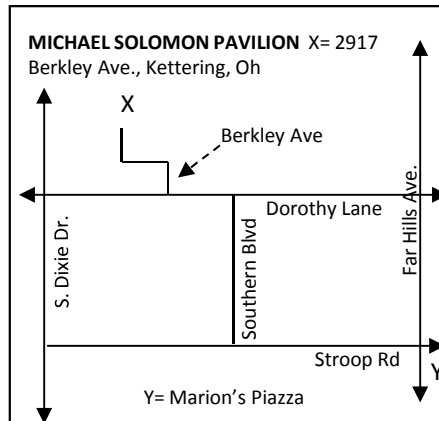 MICHAEL SOLOMON PAVILION X= 2917
Berkley Ave., Kettering, Oh
X
Berkley Ave
Dorothy Lane
S. Dixie Dr.
Southern Blvd
Far Hills Ave.
Stroop Rd
Y
Y= Marion’s Piazza